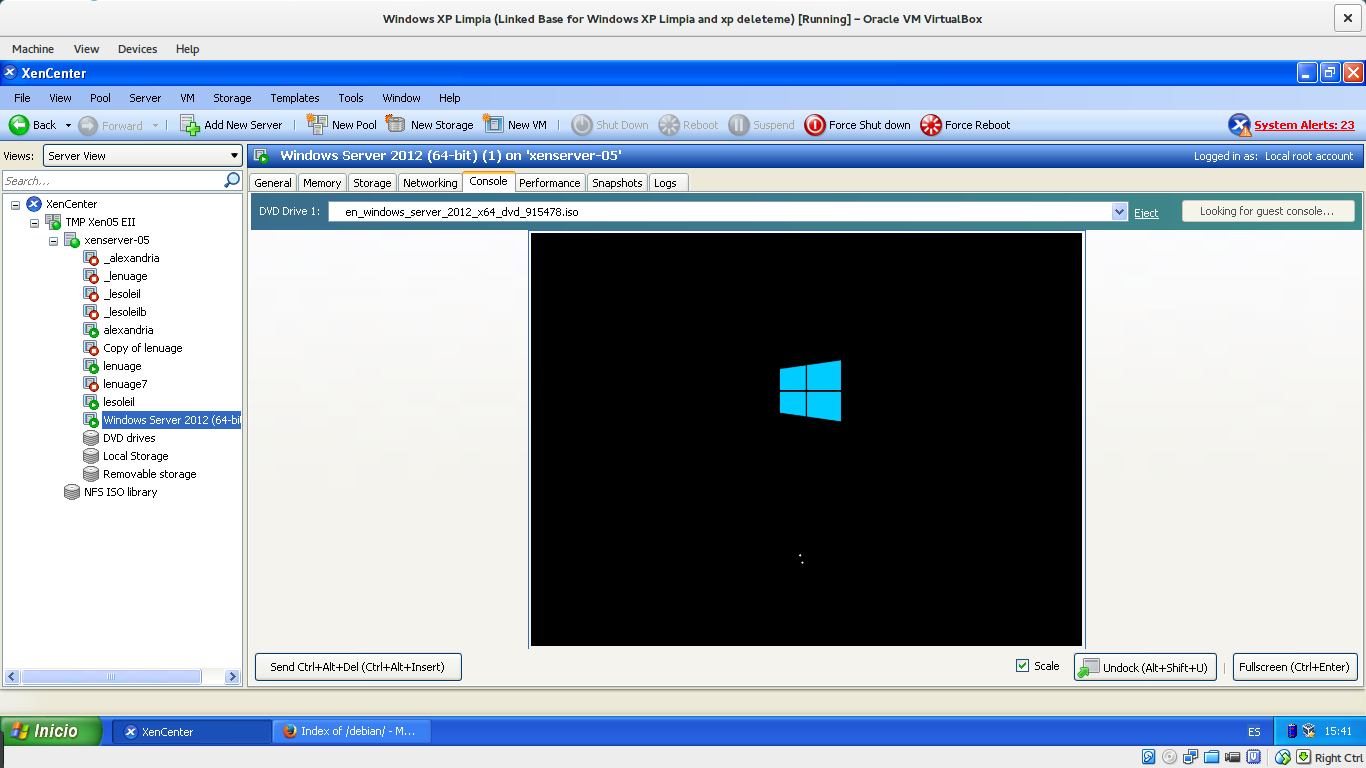 Windows XP Limpia (Linked Base for Windows XP Limpia and xp deleteme) [Running] – Oracle VM VirtualBox
Machine View Devices Help
XenCenter
File View Pool Server VM Storage Templates Tools Window Help
Back Forward Add New Server New Pool New Storage New VM Shut Down Reboot Suspend Force Shut down Force Reboot System Alerts: 23
Views: Server View
Windows Server 2012 (64-bit) (1) on 'xenserver-05' Logged in as: Local root account
Search...
General Memory Storage Networking Console Performance Snapshots Logs
DVD Drive 1: en_windows_server_2012_x64_dvd_915478.iso Eject Looking for guest console...
XenCenter
TMP Xen05 EII
xenserver-05
_alexandria
_lenuage
_lesoleil
_lesoleilb
alexandria
Copy of lenuage
lenuage
lenuage7
lesoleil
Windows Server 2012 (64-bit
DVD drives
Local Storage
Removable storage
NFS ISO library
Send Ctrl+Alt+Del (Ctrl+Alt+Insert) Scale Undock (Alt+Shift+U) Fullscreen (Ctrl+Enter)
Inicio XenCenter Index of /debian/ - M... ES 15:41
Right Ctrl